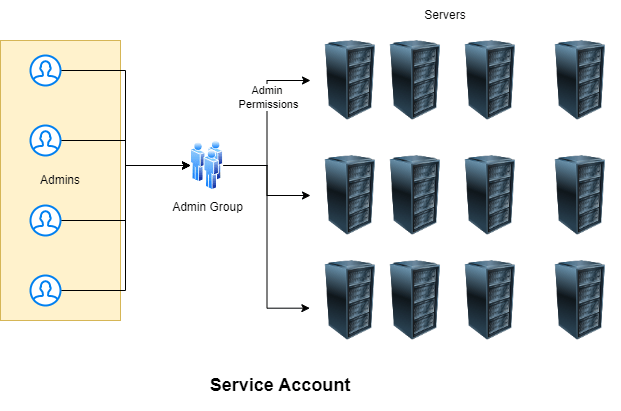 Servers
Admin
Permissions
Admins
Admin Group
Service Account